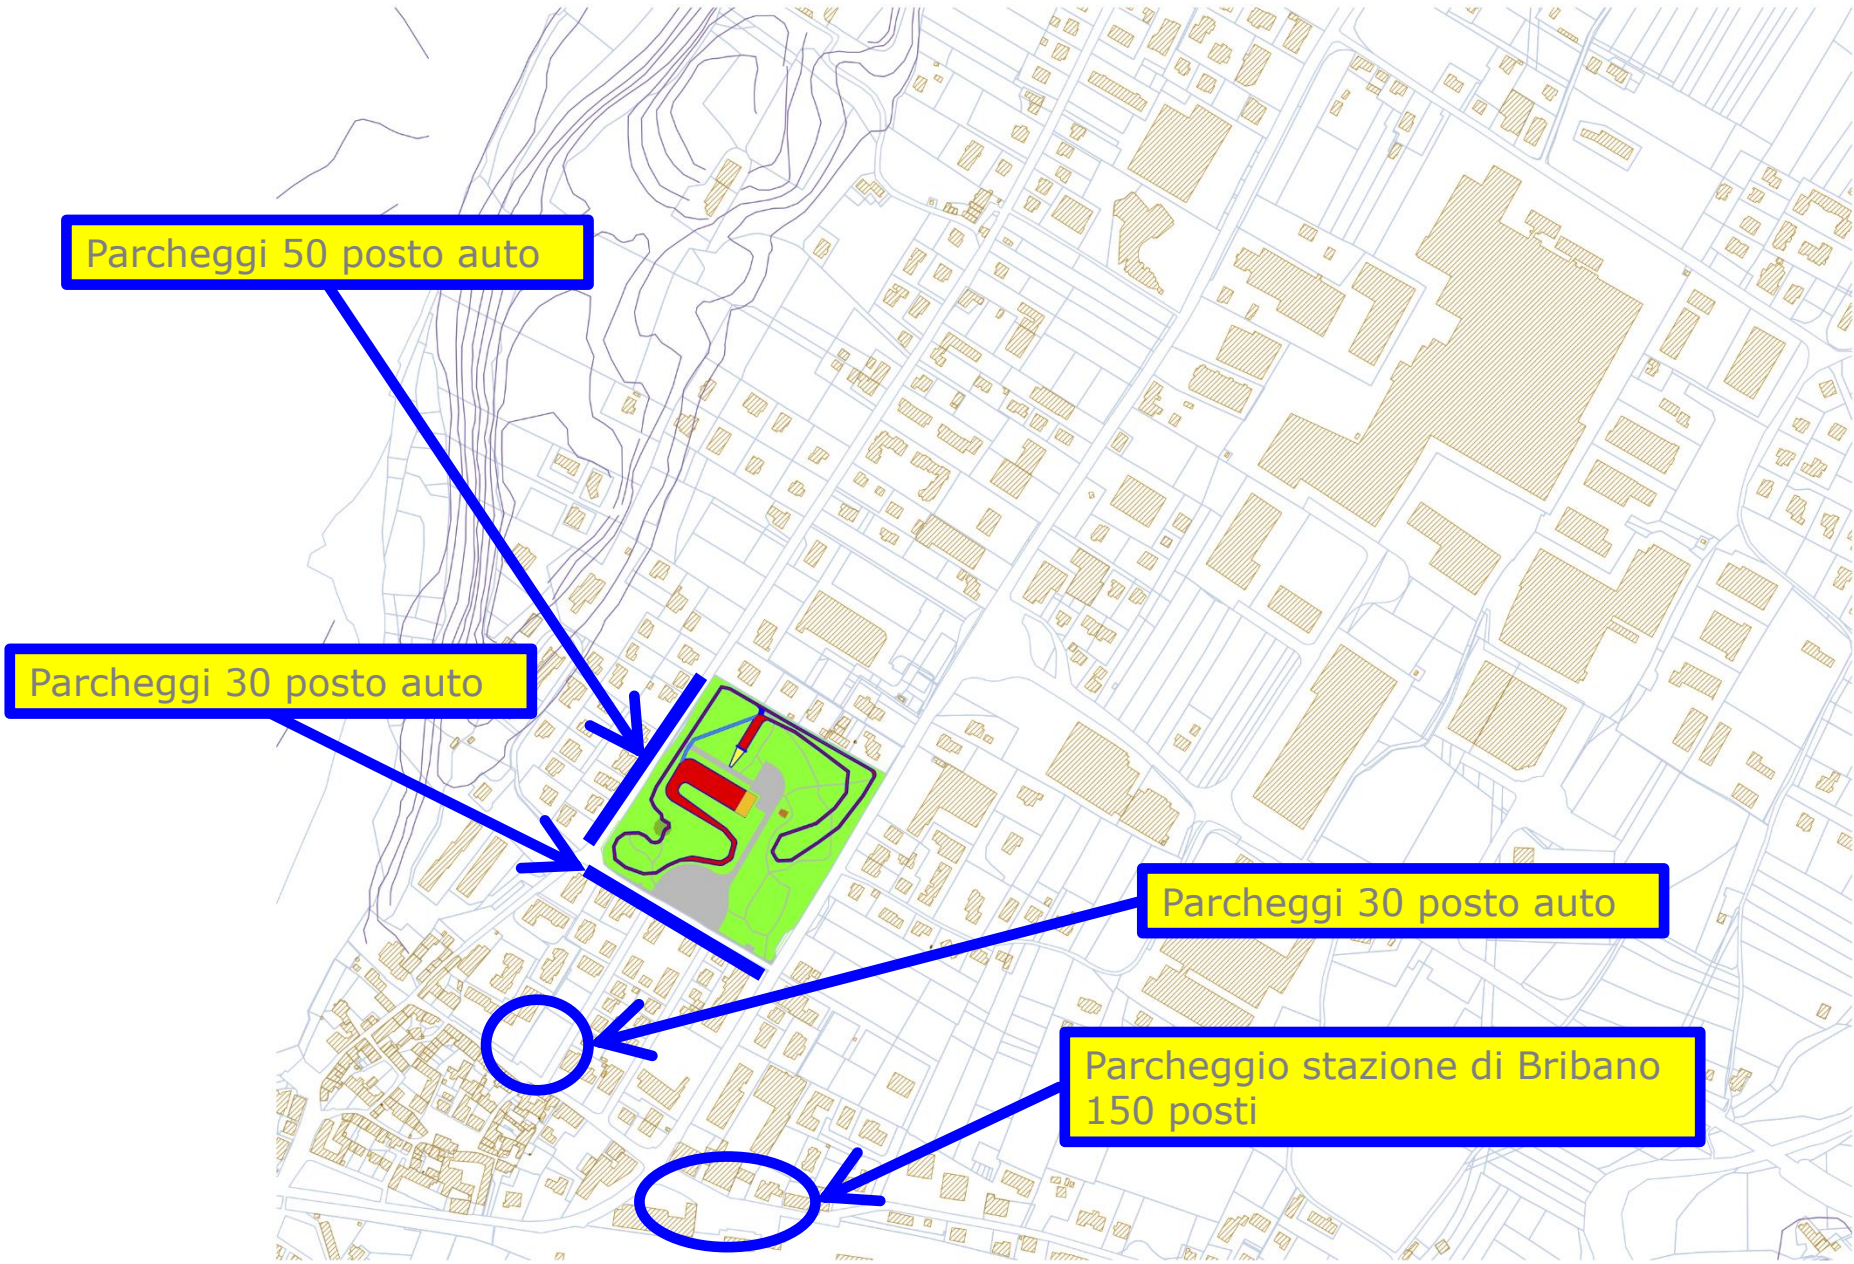 Parcheggi 50 posto auto
Parcheggi 30 posto auto
Parcheggi 30 posto auto
Parcheggio stazione di Bribano
150 posti